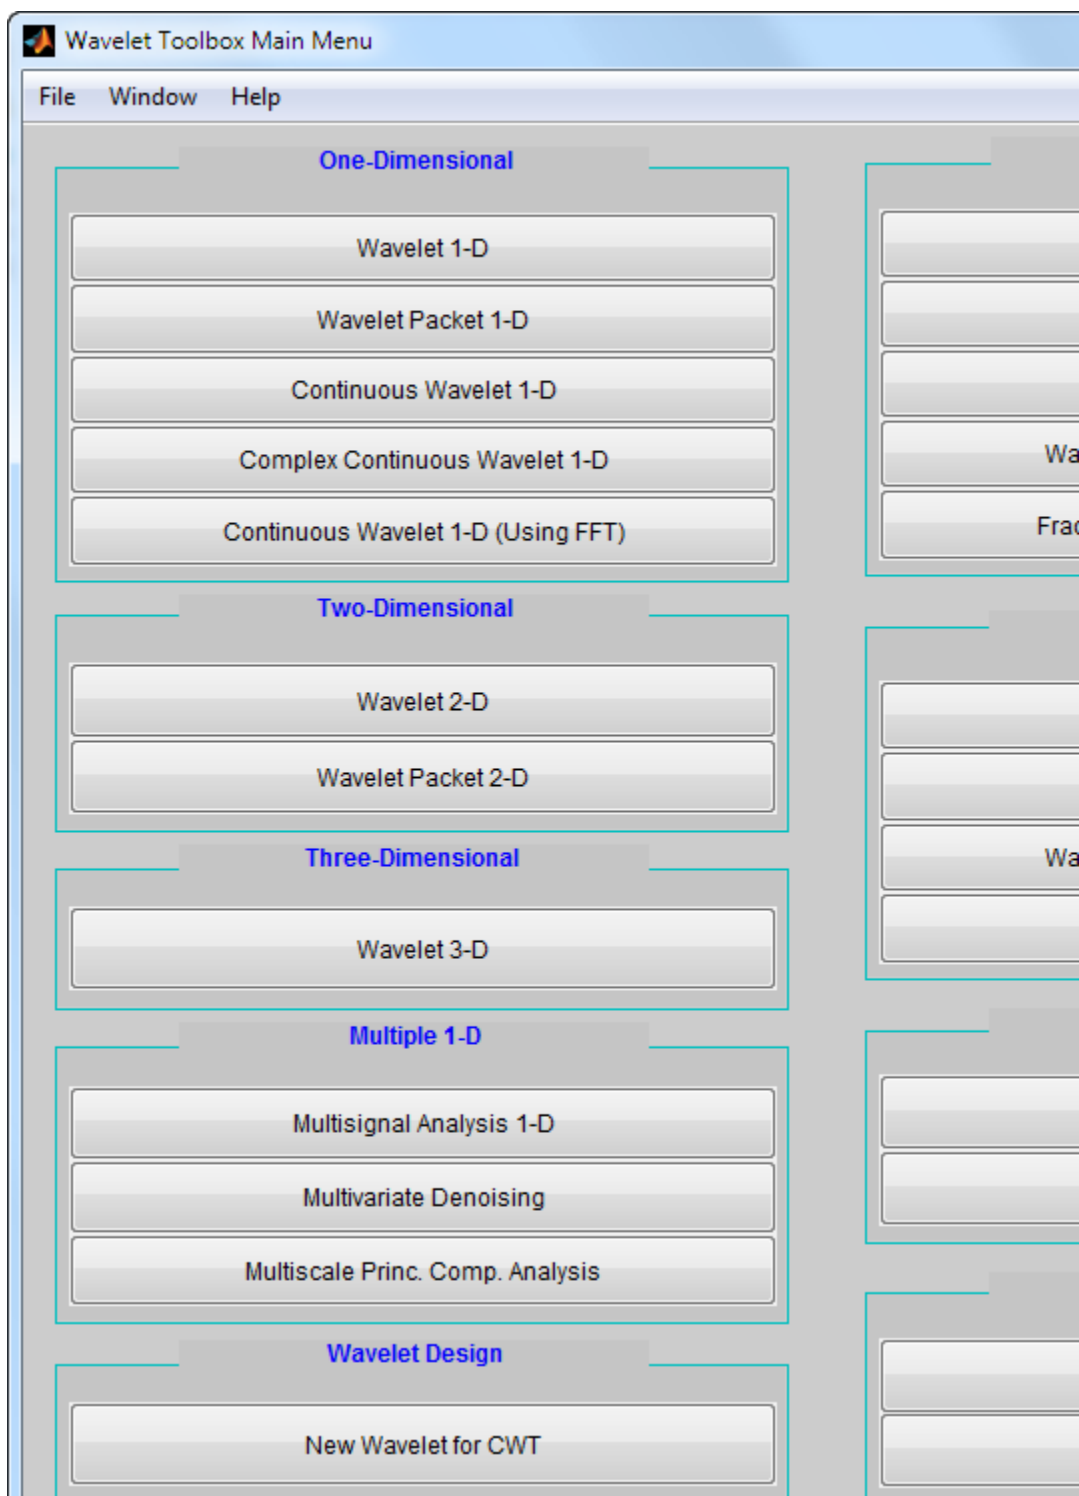 Wavelet Toolbox Main Menu
File Window Help
One-Dimensional
Wavelet 1-D
Wavelet Packet 1-D
Continuous Wavelet 1-D
Complex Continuous Wavelet 1-D
Continuous Wavelet 1-D (Using FFT)
Two-Dimensional
Wavelet 2-D
Wavelet Packet 2-D
Three-Dimensional
Wavelet 3-D
Multiple 1-D
Multisignal Analysis 1-D
Multivariate Denoising
Multiscale Princ. Comp. Analysis
Wavelet Design
New Wavelet for CWT